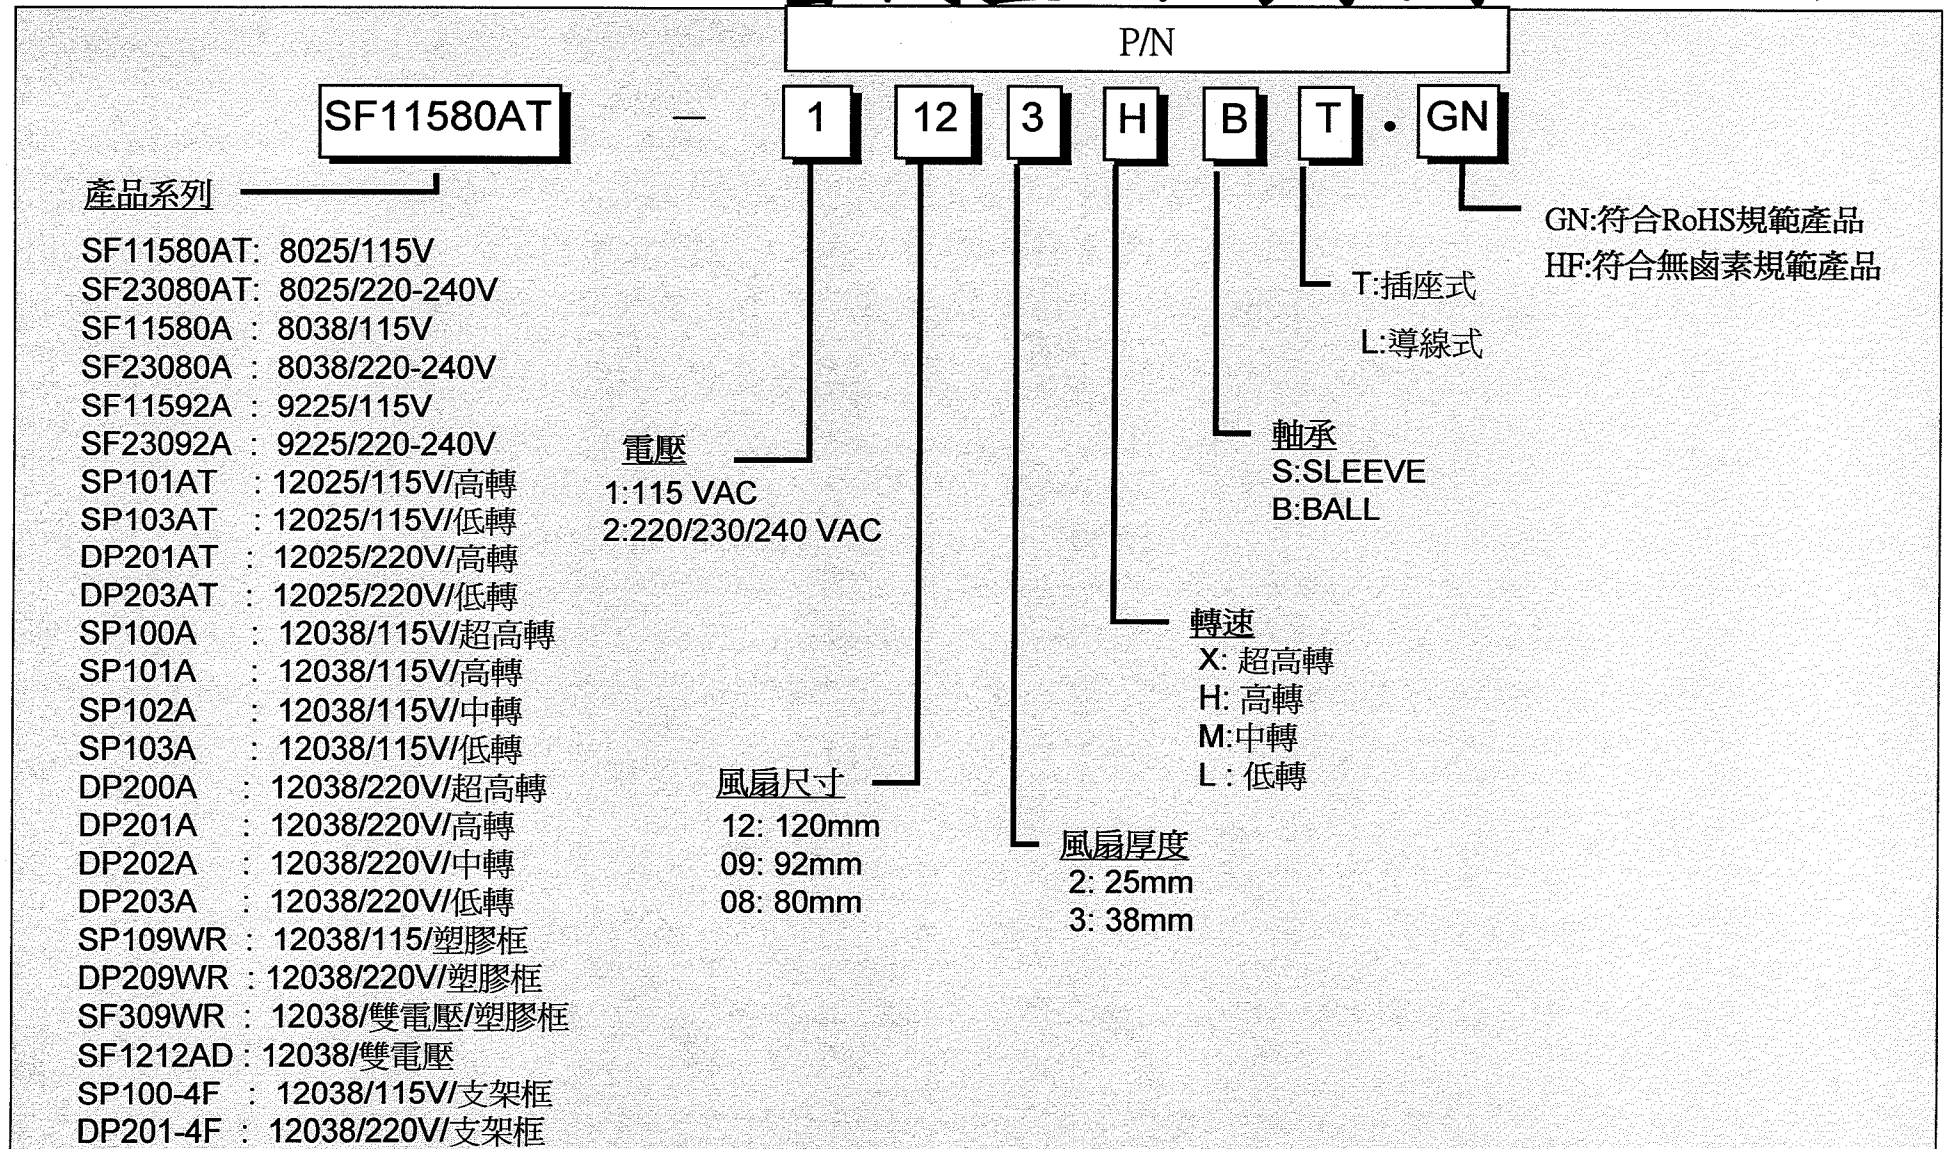 P/N
SF11580AT － 1 12 3 H B T . GN
產品系列
SF11580AT: 8025/115V
SF23080AT: 8025/220-240V
SF11580A : 8038/115V
SF23080A : 8038/220-240V
SF11592A : 9225/115V
SF23092A : 9225/220-240V
SP101AT : 12025/115V/高轉
SP103AT : 12025/115V/低轉
DP201AT : 12025/220V/高轉
DP203AT : 12025/220V/低轉
SP100A : 12038/115V/超高轉
SP101A : 12038/115V/高轉
SP102A : 12038/115V/中轉
SP103A : 12038/115V/低轉
DP200A : 12038/220V/超高轉
DP201A : 12038/220V/高轉
DP202A : 12038/220V/中轉
DP203A : 12038/220V/低轉
SP109WR : 12038/115/塑膠框
DP209WR : 12038/220V/塑膠框
SF309WR : 12038/雙電壓/塑膠框
SF1212AD : 12038/雙電壓
SP100-4F : 12038/115V/支架框
DP201-4F : 12038/220V/支架框
電壓
1:115 VAC
2:220/230/240 VAC
風扇尺寸
12: 120mm
09: 92mm
08: 80mm
風扇厚度
2: 25mm
3: 38mm
轉速
X: 超高轉
H: 高轉
M:中轉
L : 低轉
軸承
S:SLEEVE
B:BALL
T:插座式
L:導線式
GN:符合RoHS規範產品
HF:符合無鹵素規範產品